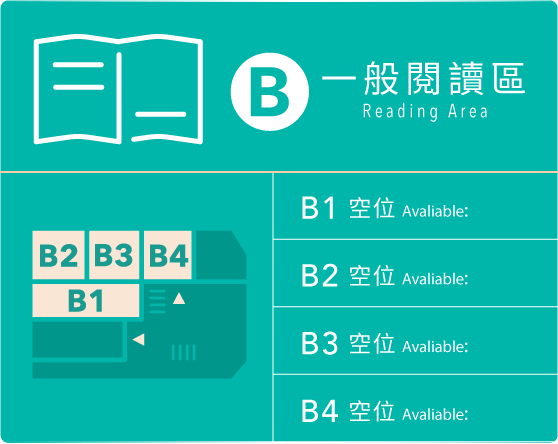 B 一般閱讀區
Reading Area
B2 B3 B4
B1
B1 空位 Avaliable:
B2 空位 Avaliable:
B3 空位 Avaliable:
B4 空位 Avaliable: